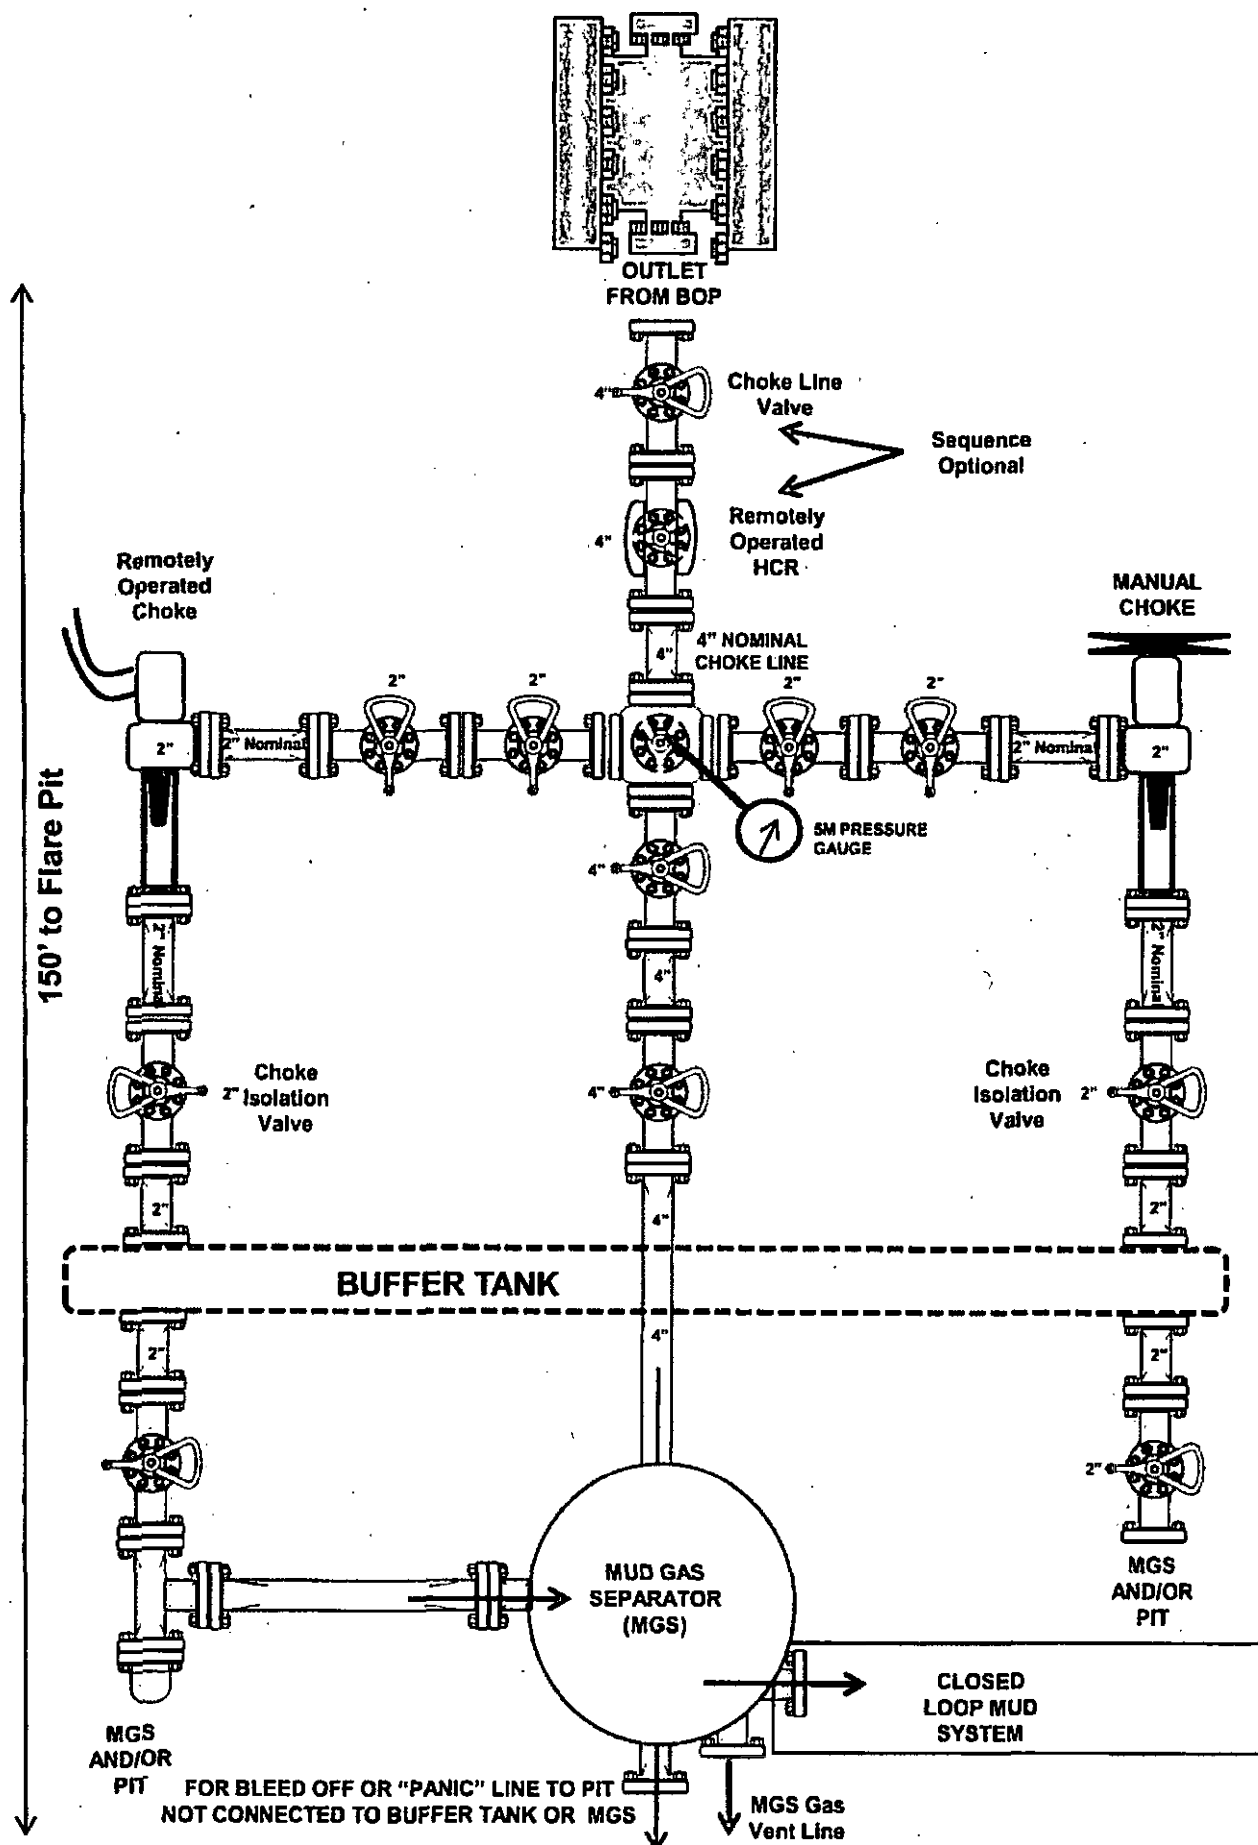 OUTLET
FROM BOP
4"
Choke Line
Valve
Sequence
Optional
4"
Remotely
Operated
HCR
Remotely
Operated
Choke
MANUAL
CHOKE
4" NOMINAL
CHOKE LINE
4"
2"
2"
2"
2"
2"
2" Nominal
2" Nominal
2"
150' to Flare Pit
5M PRESSURE
GAUGE
4"
2" Nominal
4"
2" Nominal
2"
Choke
Isolation
Valve
4"
Choke
Isolation
Valve
2"
2"
4"
2"
BUFFER TANK
2"
4"
2"
2"
MUD GAS
SEPARATOR
(MGS)
MGS
AND/OR
PIT
CLOSED
LOOP MUD
SYSTEM
MGS
AND/OR
PIT
FOR BLEED OFF OR "PANIC" LINE TO PIT
NOT CONNECTED TO BUFFER TANK OR MGS
MGS Gas
Vent Line